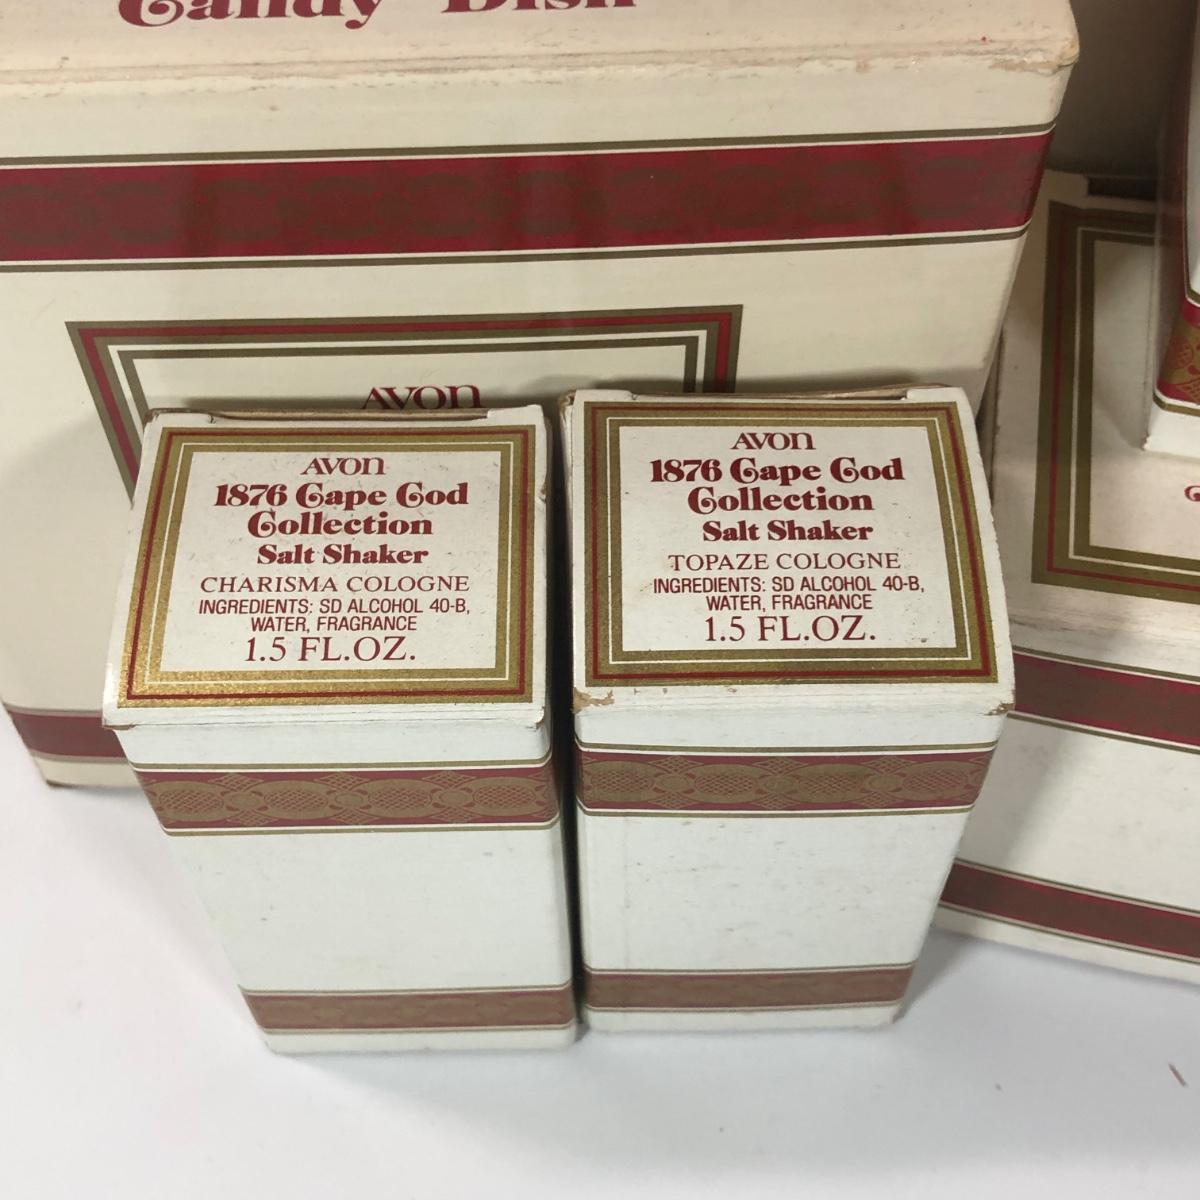 Candy Dish
AVON
AVON
1876 Cape Cod
Collection
Salt Shaker
CHARISMA COLOGNE
INGREDIENTS: SD ALCOHOL 40-B,
WATER, FRAGRANCE
1.5 FL.OZ.
AVON
1876 Cape Cod
Collection
Salt Shaker
TOPAZE COLOGNE
INGREDIENTS: SD ALCOHOL 40-B,
WATER, FRAGRANCE
1.5 FL.OZ.